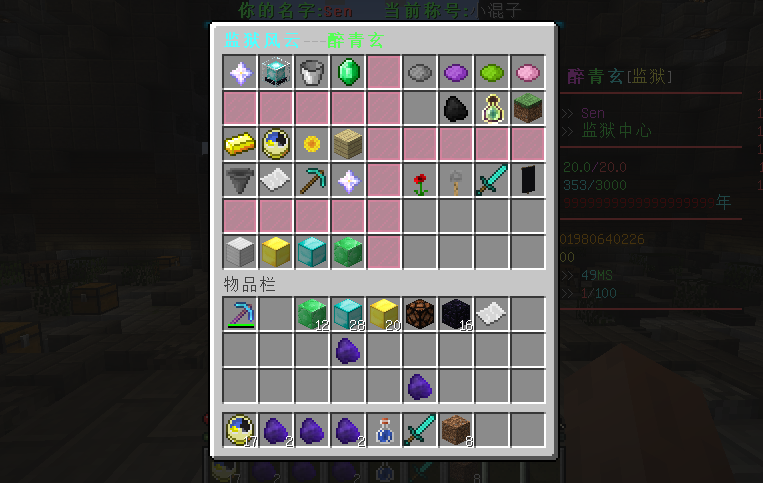 你的名字:Sen 当前称号:小混子
监狱风云---醉青玄
物品栏
12
28
20
16
17
2
2
8
醉青玄[监狱]
>> Sen
>> 监狱中心
20.0/20.0
353/3000
年
01980640226
00
>> 49MS
>> 1/100